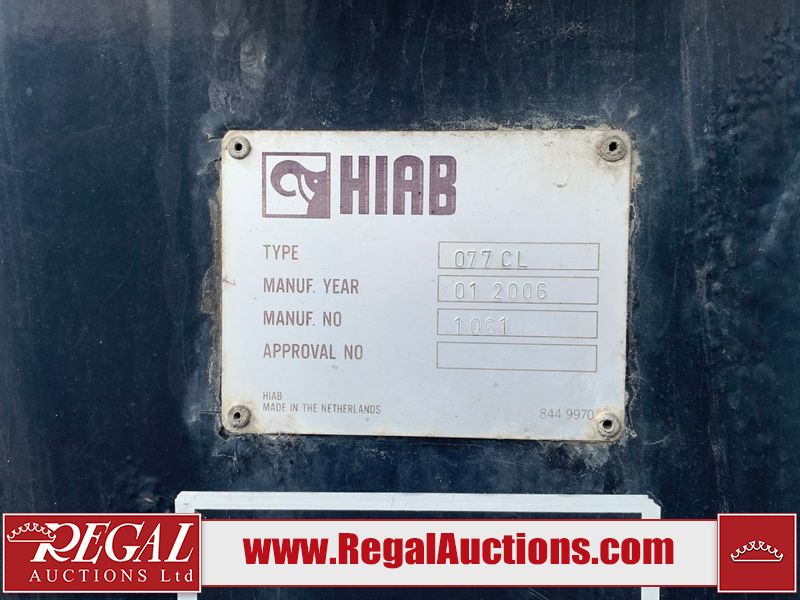 HIAB
TYPE 077 CL
MANUF. YEAR 01 2006
MANUF. NO 1061
APPROVAL NO
HIAB
MADE IN THE NETHERLANDS 844 9970
REGAL
AUCTIONS Ltd
www.RegalAuctions.com